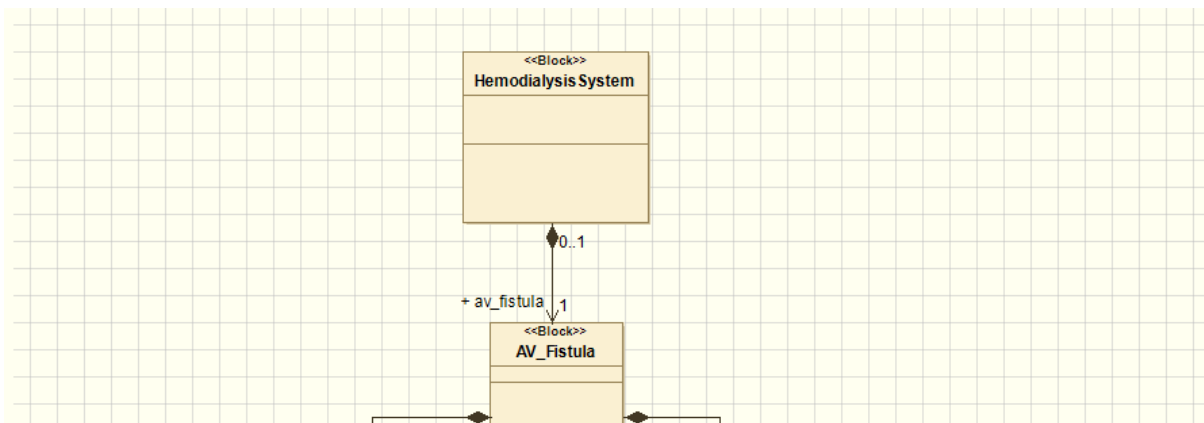 <<Block>>
HemodialysisSystem
0..1
+ av_fistula
1
<<Block>>
AV_Fistula